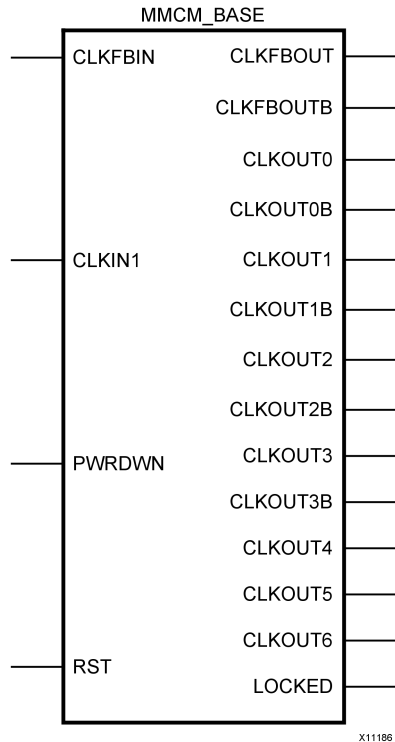 MMCM_BASE
CLKFBIN CLKFBOUT
CLKFBOUTB
CLKOUT0
CLKOUT0B
CLKIN1 CLKOUT1
CLKOUT1B
CLKOUT2
CLKOUT2B
PWRDWN CLKOUT3
CLKOUT3B
CLKOUT4
CLKOUT5
CLKOUT6
RST
LOCKED
X11186